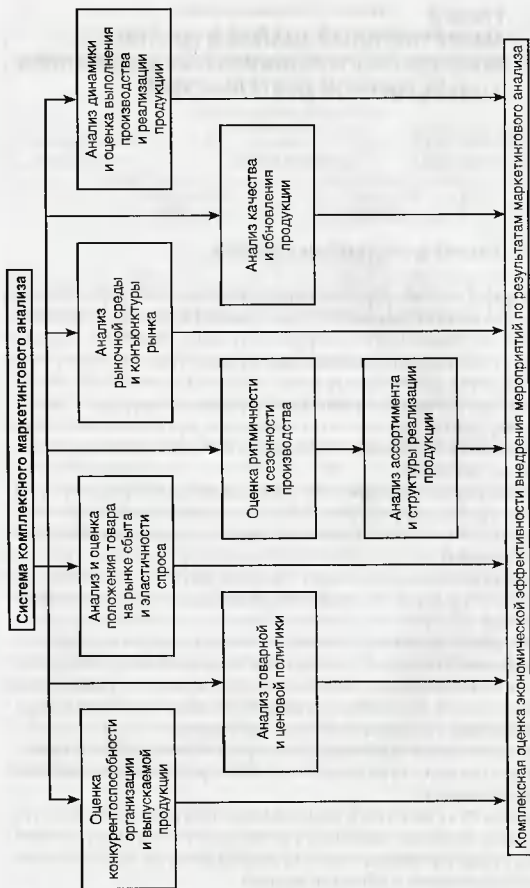 Система комплексного маркетингового анализа
Оценка
конкурентоспособности
организации
и выпускаемой
продукции
Анализ и оценка
положения товара
на рынке сбыта
и эластичности
спроса
Анализ
рыночной среды
и конъюнктуры
рынка
Анализ динамики
и оценка выполнения
производства
и реализации
продукции
Анализ товарной
и ценовой политики
Оценка ритмичности
и сезонности
производства
Анализ качества
и обновления
продукции
Анализ ассортимента
и структуры реализации
продукции
Комплексная оценка экономической эффективности внедрения мероприятий по результатам маркетингового анализа